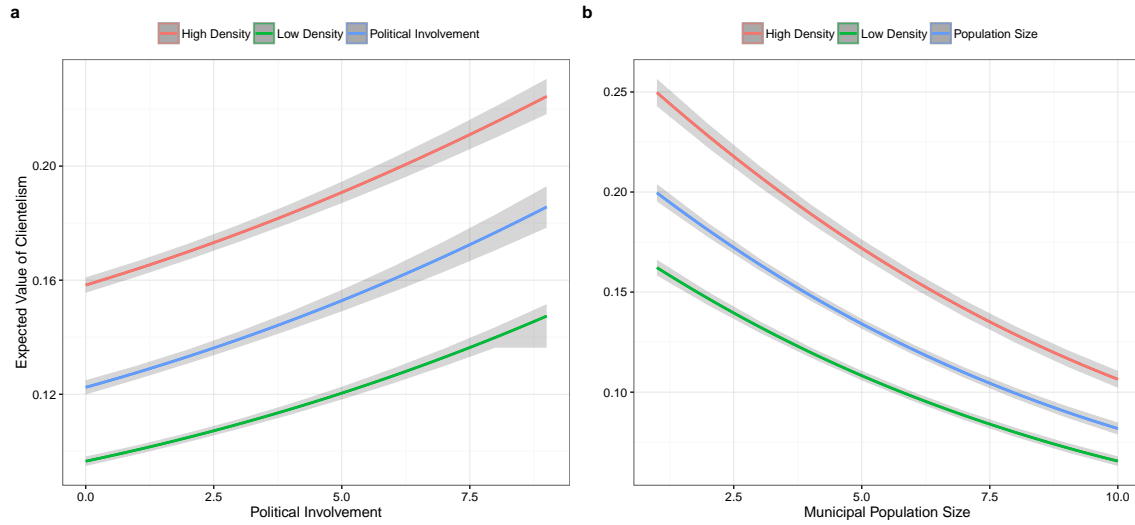 a
High Density Low Density Political Involvement
Expected Value of Clientelism
0.20
0.16
0.12
0.0 2.5 5.0 7.5
Political Involvement
b
High Density Low Density Population Size
0.25
0.20
0.15
0.10
2.5 5.0 7.5 10.0
Municipal Population Size